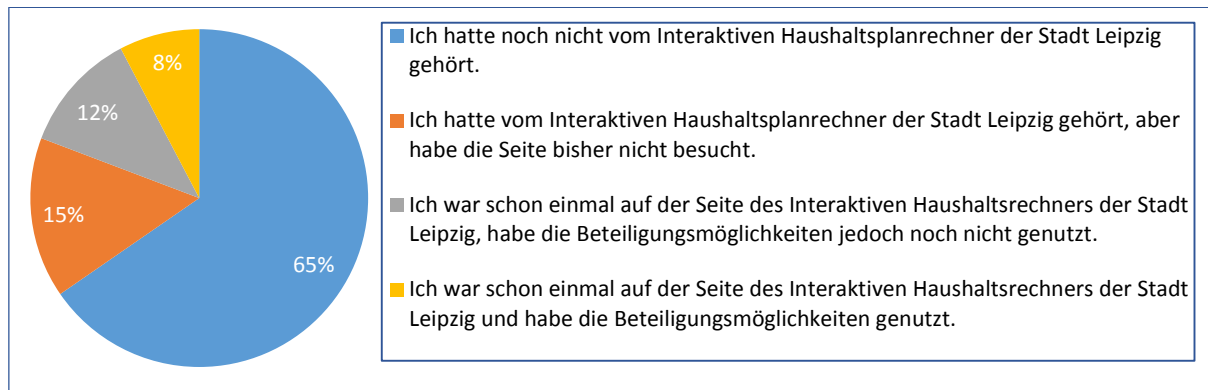 8%
12%
15%
65%
Ich hatte noch nicht vom Interaktiven Haushaltsplanrechner der Stadt Leipzig
gehört.
Ich hatte vom Interaktiven Haushaltsplanrechner der Stadt Leipzig gehört, aber
habe die Seite bisher nicht besucht.
Ich war schon einmal auf der Seite des Interaktiven Haushaltsrechners der Stadt
Leipzig, habe die Beteiligungsmöglichkeiten jedoch noch nicht genutzt.
Ich war schon einmal auf der Seite des Interaktiven Haushaltsrechners der Stadt
Leipzig und habe die Beteiligungsmöglichkeiten genutzt.